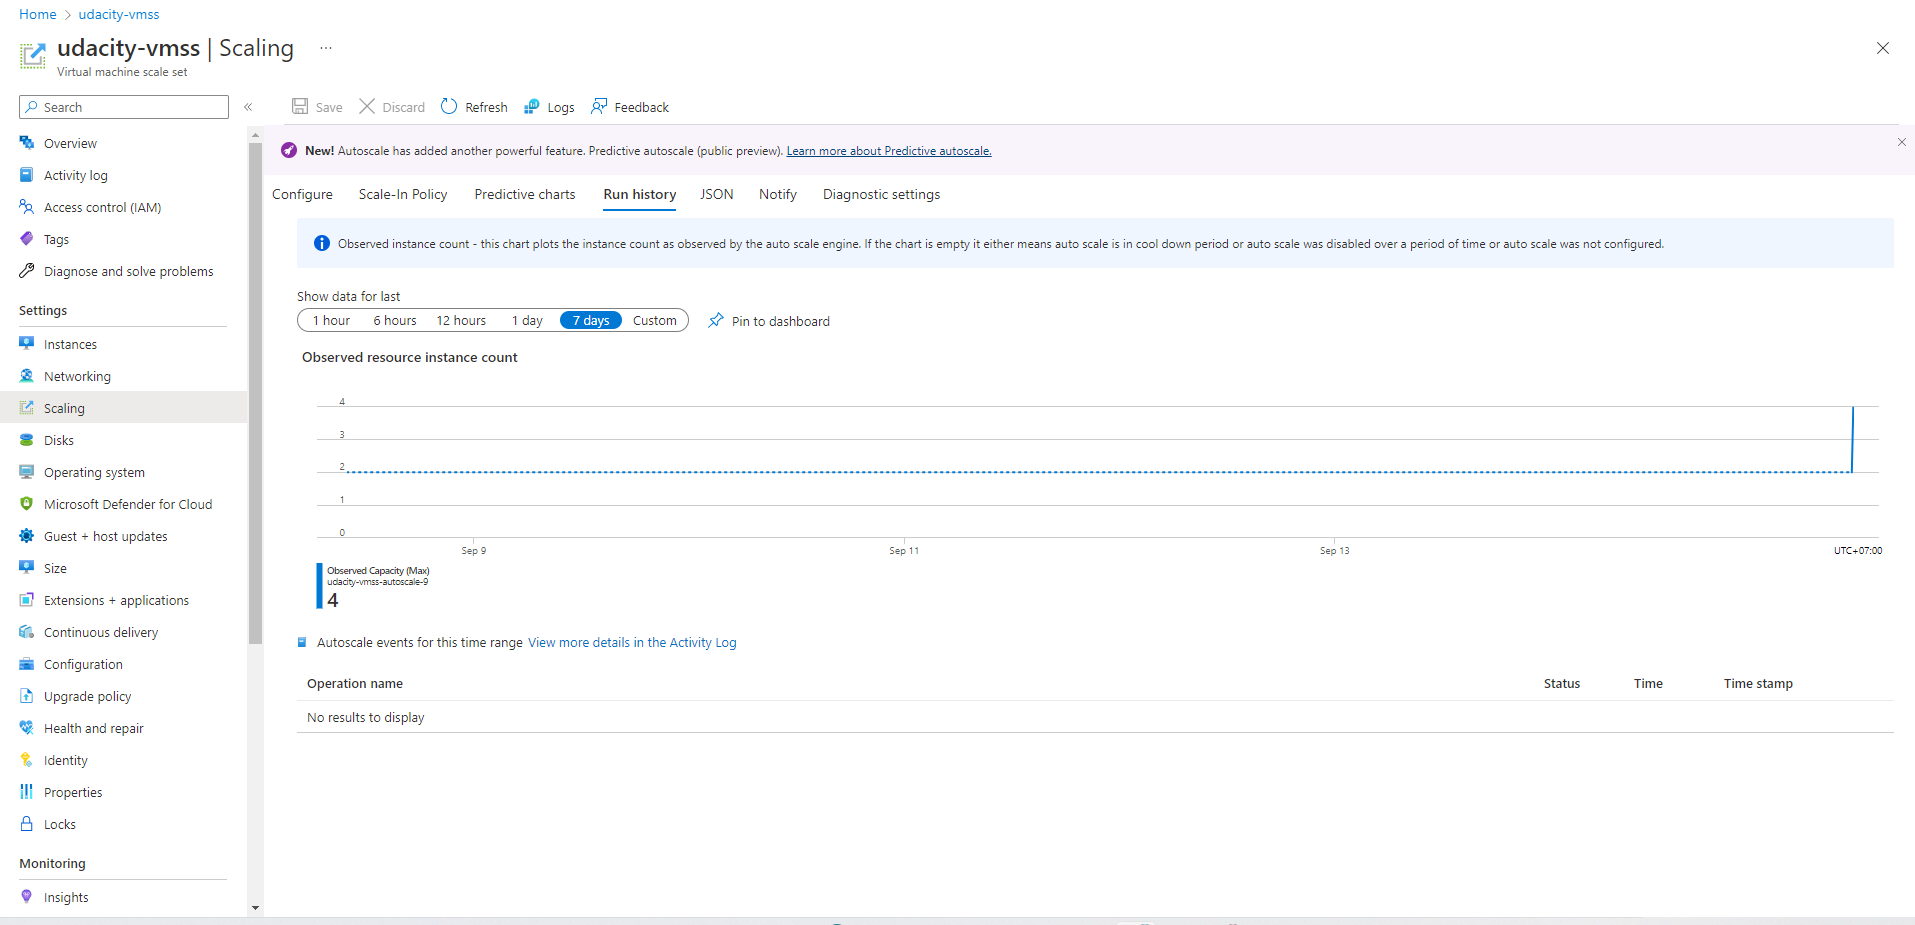 Home > udacity-vmss
udacity-vmss | Scaling ...
Virtual machine scale set
Search
«
Save
Discard
Refresh
Logs
Feedback
Overview
Activity log
Access control (IAM)
Tags
Diagnose and solve problems
Settings
Instances
Networking
Scaling
Disks
Operating system
Microsoft Defender for Cloud
Guest + host updates
Size
Extensions + applications
Continuous delivery
Configuration
Upgrade policy
Health and repair
Identity
Properties
Locks
Monitoring
Insights
New! Autoscale has added another powerful feature. Predictive autoscale (public preview). Learn more about Predictive autoscale.
Configure
Scale-In Policy
Predictive charts
Run history
JSON
Notify
Diagnostic settings
Observed instance count - this chart plots the instance count as observed by the auto scale engine. If the chart is empty it either means auto scale is in cool down period or auto scale was disabled over a period of time or auto scale was not configured.
Show data for last
1 hour
6 hours
12 hours
1 day
7 days
Custom
Pin to dashboard
Observed resource instance count
4
3
2
1
0
Sep 9
Sep 11
Sep 13
UTC+07:00
Observed Capacity (Max)
udacity-vmss-autoscale-9
4
Autoscale events for this time range View more details in the Activity Log
Operation name
Status
Time
Time stamp
No results to display